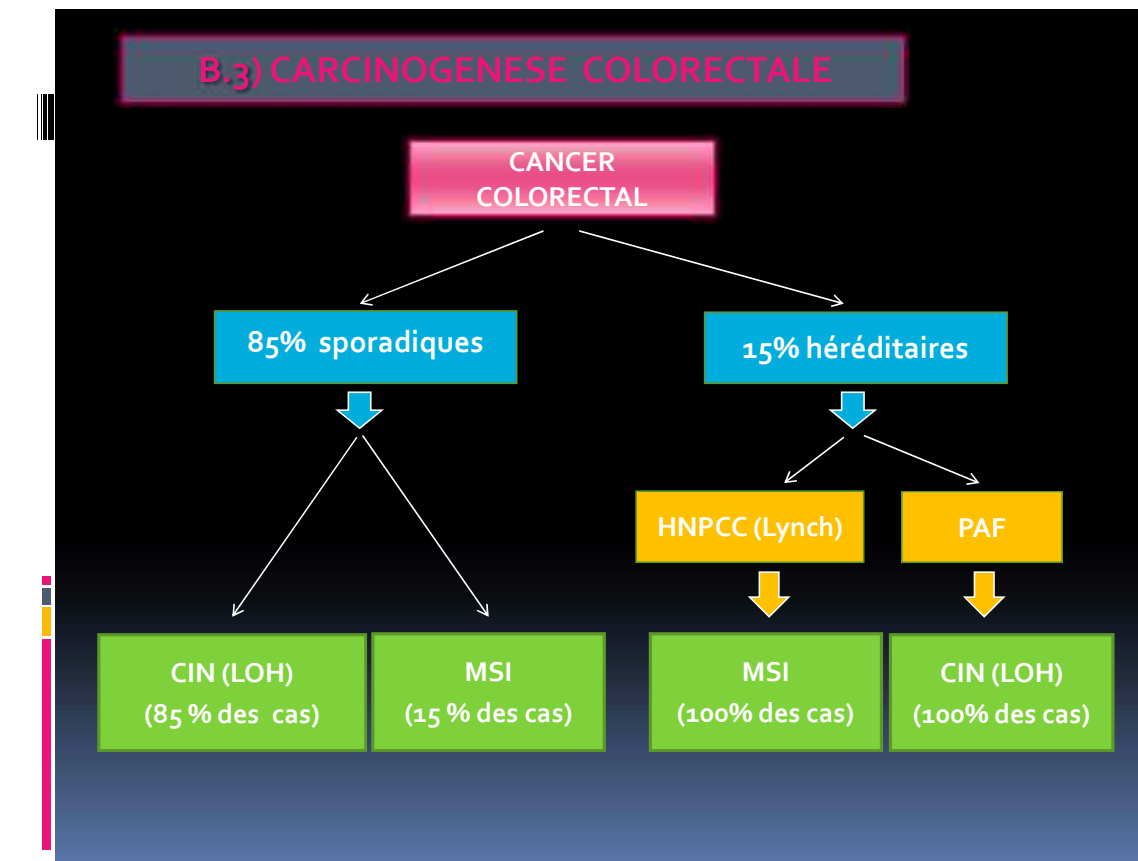 B.3) CARCINOGENESE COLORECTALE
CANCER
COLORECTAL
85% sporadiques
15% héréditaires
HNPCC (Lynch)
PAF
CIN (LOH)
(85 % des cas)
MSI
(15 % des cas)
MSI
(100% des cas)
CIN (LOH)
(100% des cas)